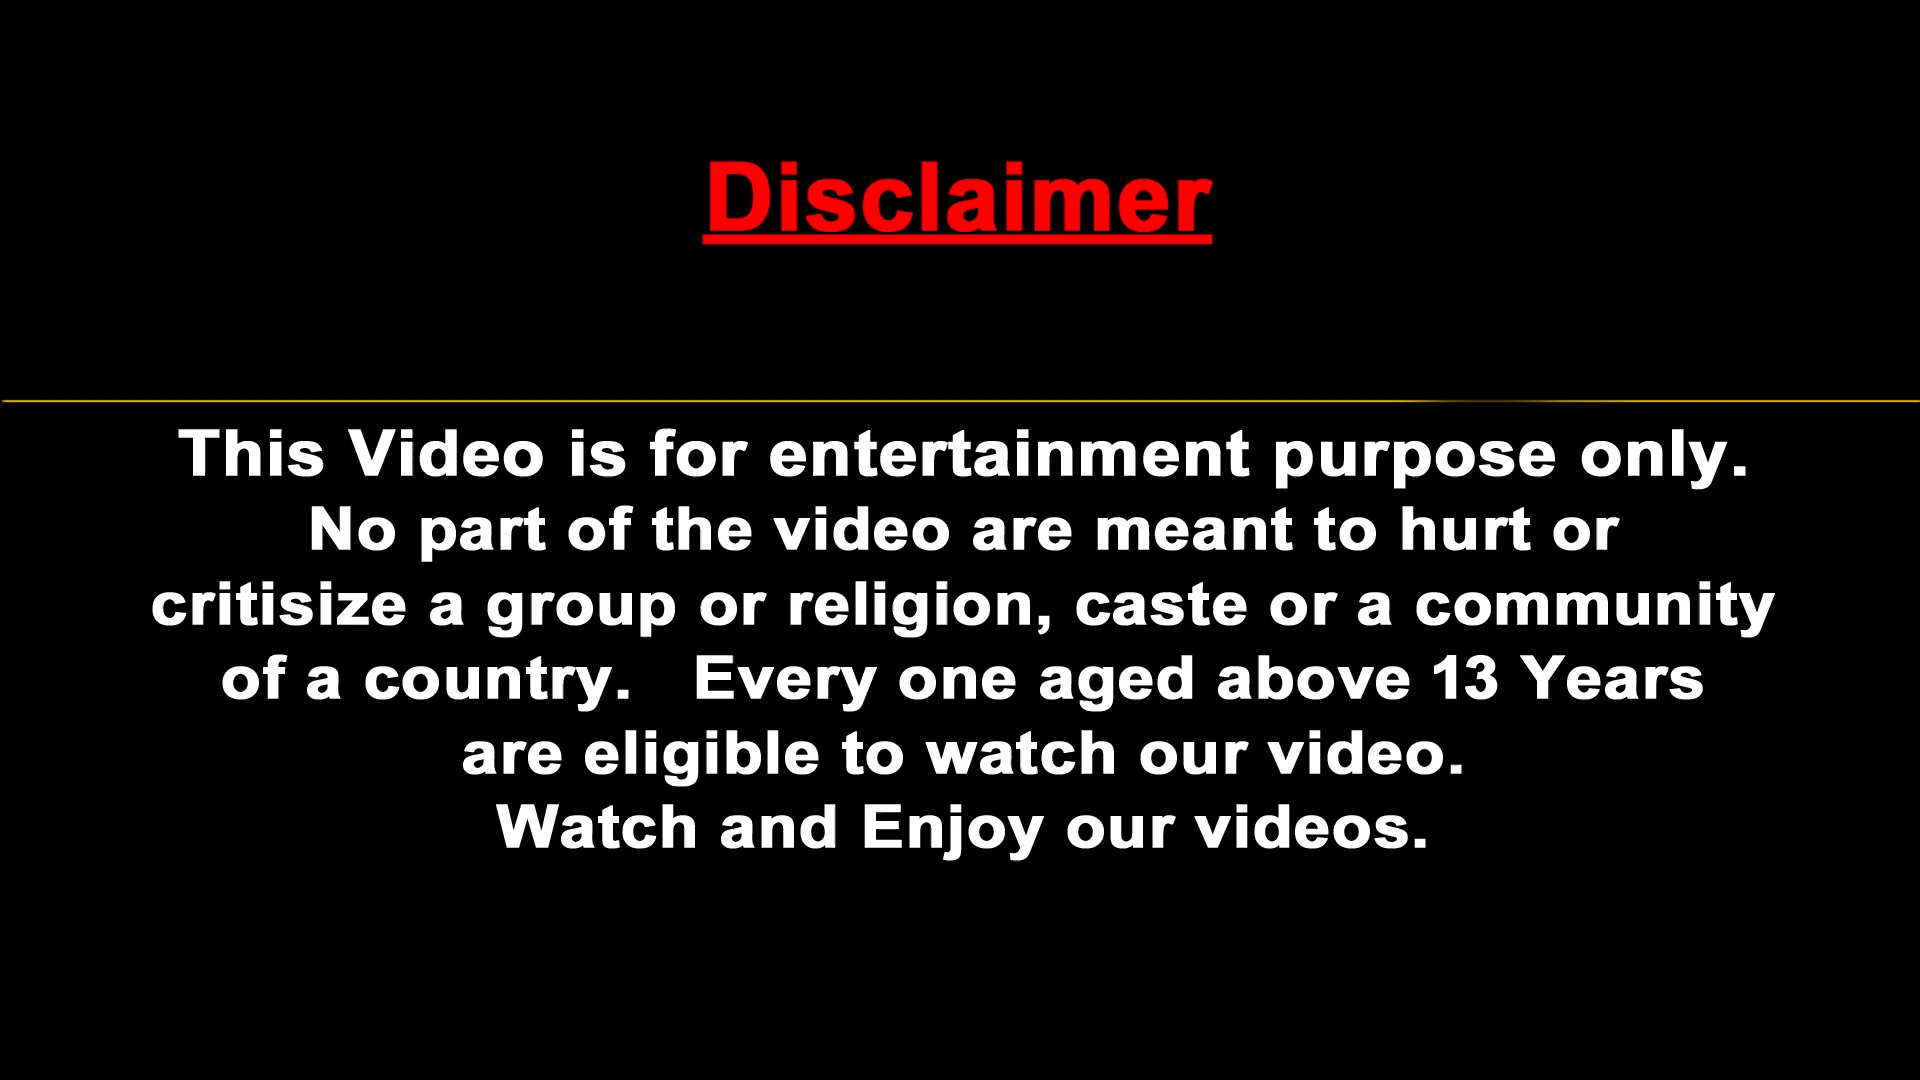 Disclaimer
This Video is for entertainment purpose only.
No part of the video are meant to hurt or
critisize a group or religion, caste or a community
of a country. Every one aged above 13 Years
are eligible to watch our video.
Watch and Enjoy our videos.